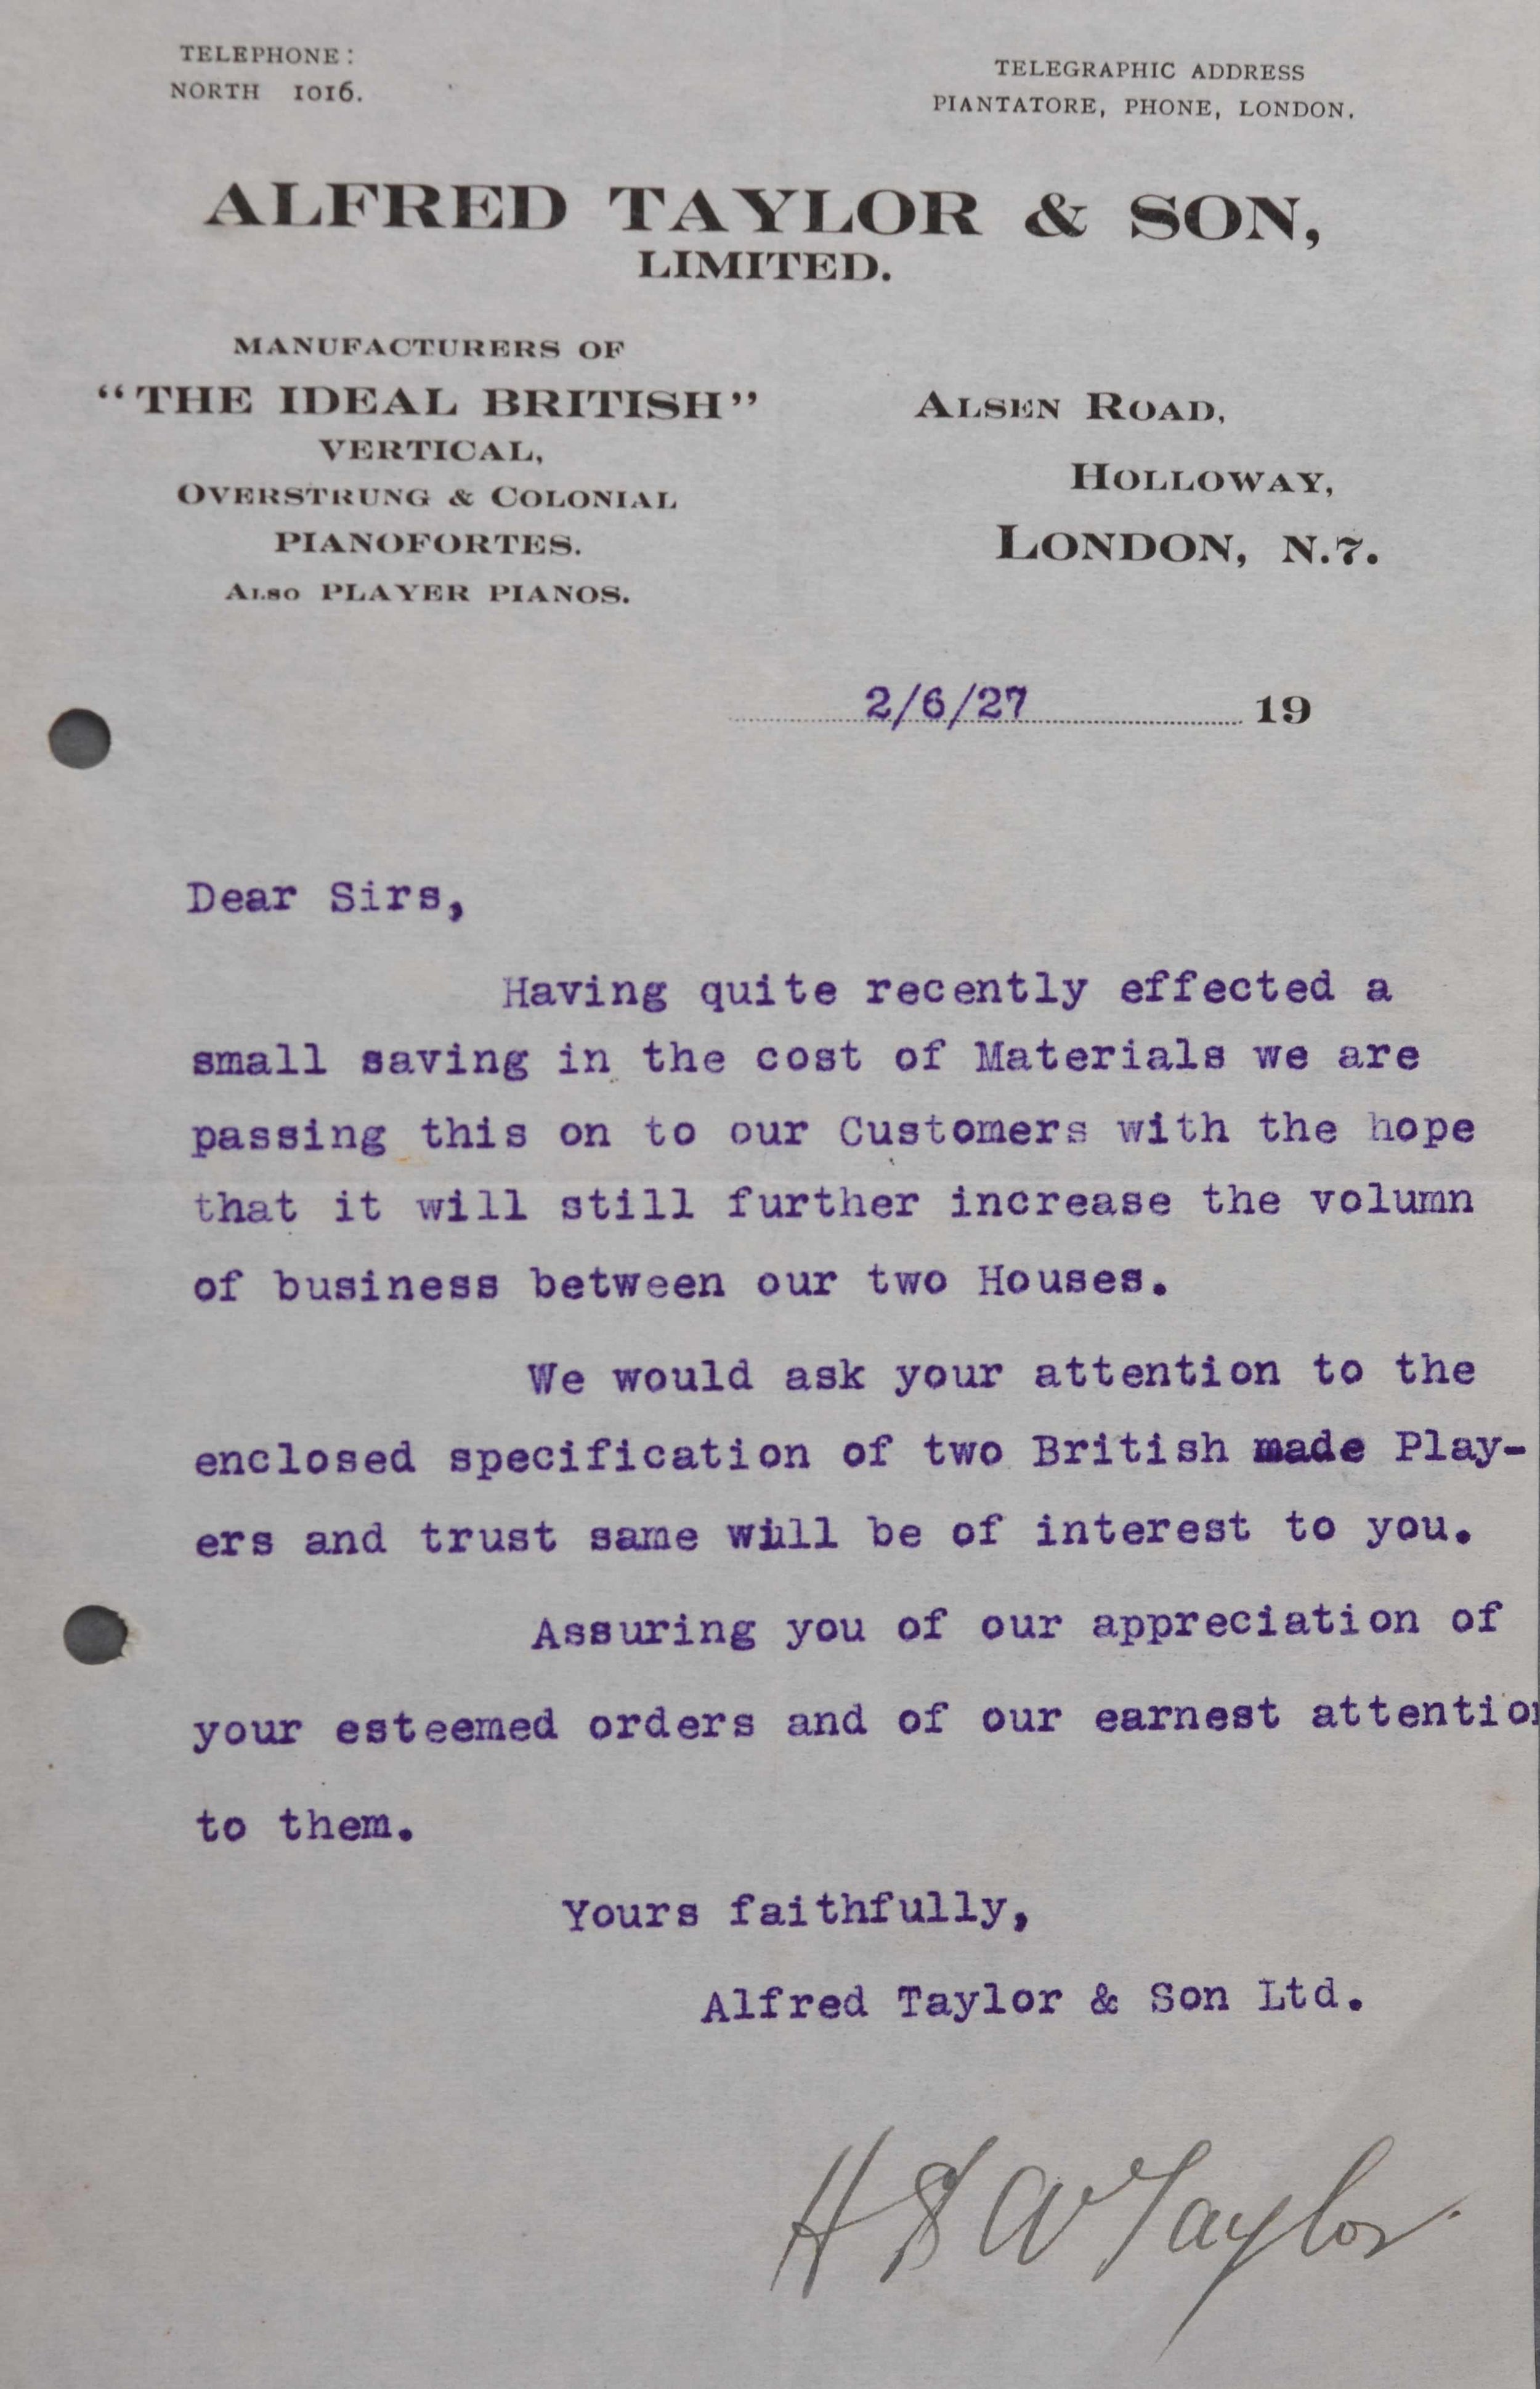 TELEPHONE:
NORTH 1016.
TELEGRAPHIC ADDRESS
PIANTATORE, PHONE, LONDON.
ALFRED TAYLOR & SON,
LIMITED.
MANUFACTURERS OF
"THE IDEAL BRITISH"
VERTICAL,
OVERSTRUNG & COLONIAL
PIANOFORTES.
ALSO PLAYER PIANOS.
ALSEN ROAD,
HOLLOWAY,
LONDON, N.7.
2/6/27 19
Dear Sirs,
Having quite recently effected a
small saving in the cost of Materials we are
passing this on to our Customers with the hope
that it will still further increase the volumn
of business between our two Houses.
We would ask your attention to the
enclosed specification of two British made Play-
ers and trust same will be of interest to you.
Assuring you of our appreciation of
your esteemed orders and of our earnest attention
to them.
Yours faithfully,
Alfred Taylor & Son Ltd.
Taylor